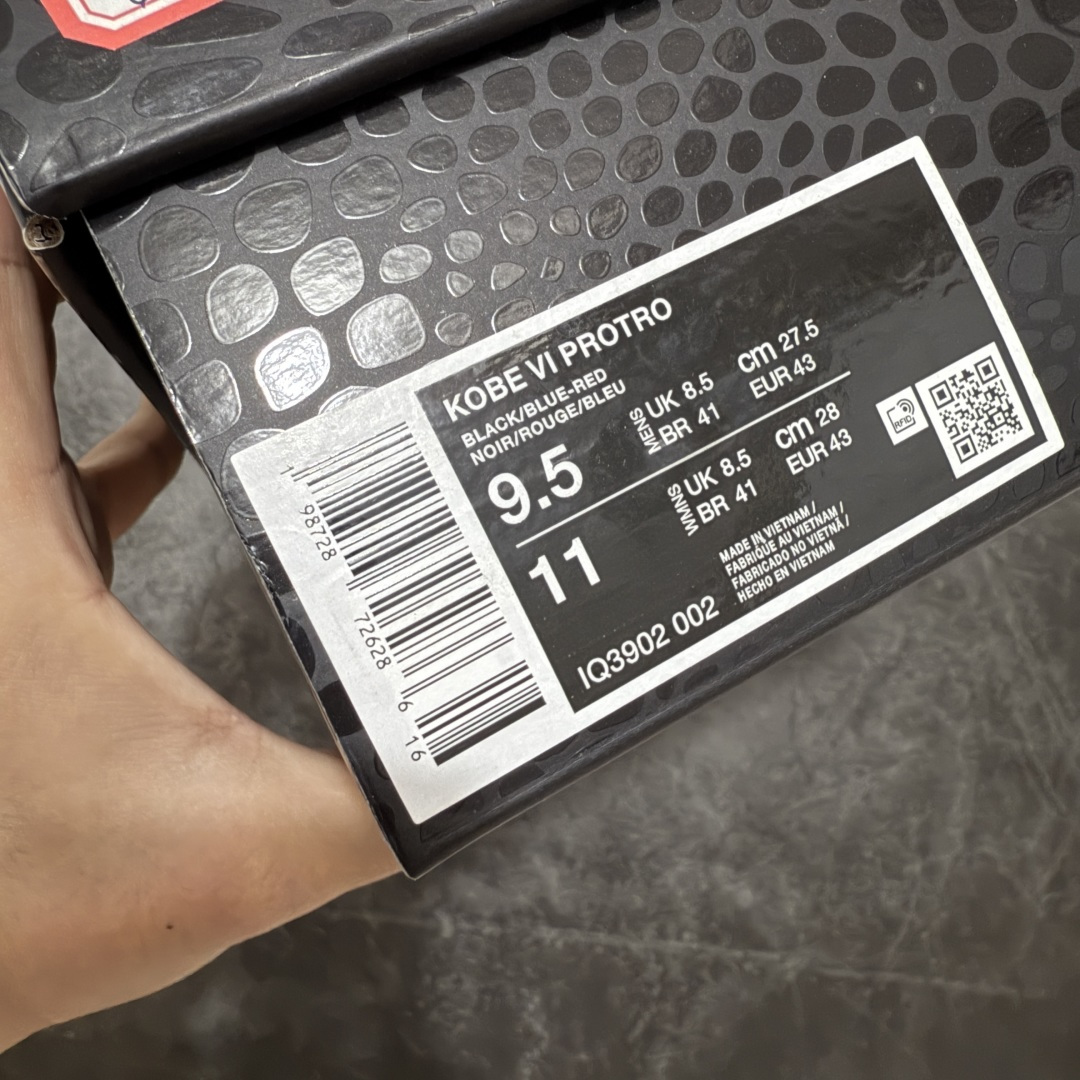 KOBE VI PROTRO
BLACK/BLUE-RED
NOIR/ROUGE/BLEU
9.5
MENS
UK 8.5
cm 27.5
BR 41
EUR 43
11
WMNS
UK 8.5
cm 28
BR 41
EUR 43
RFID
MADE IN VIETNAM /
FABRIQUÉ AU VIETNAM /
FABRICADO NO VIETNÃ /
HECHO EN VIETNAM
IQ3902 002
1 98728 1 72628 6 16